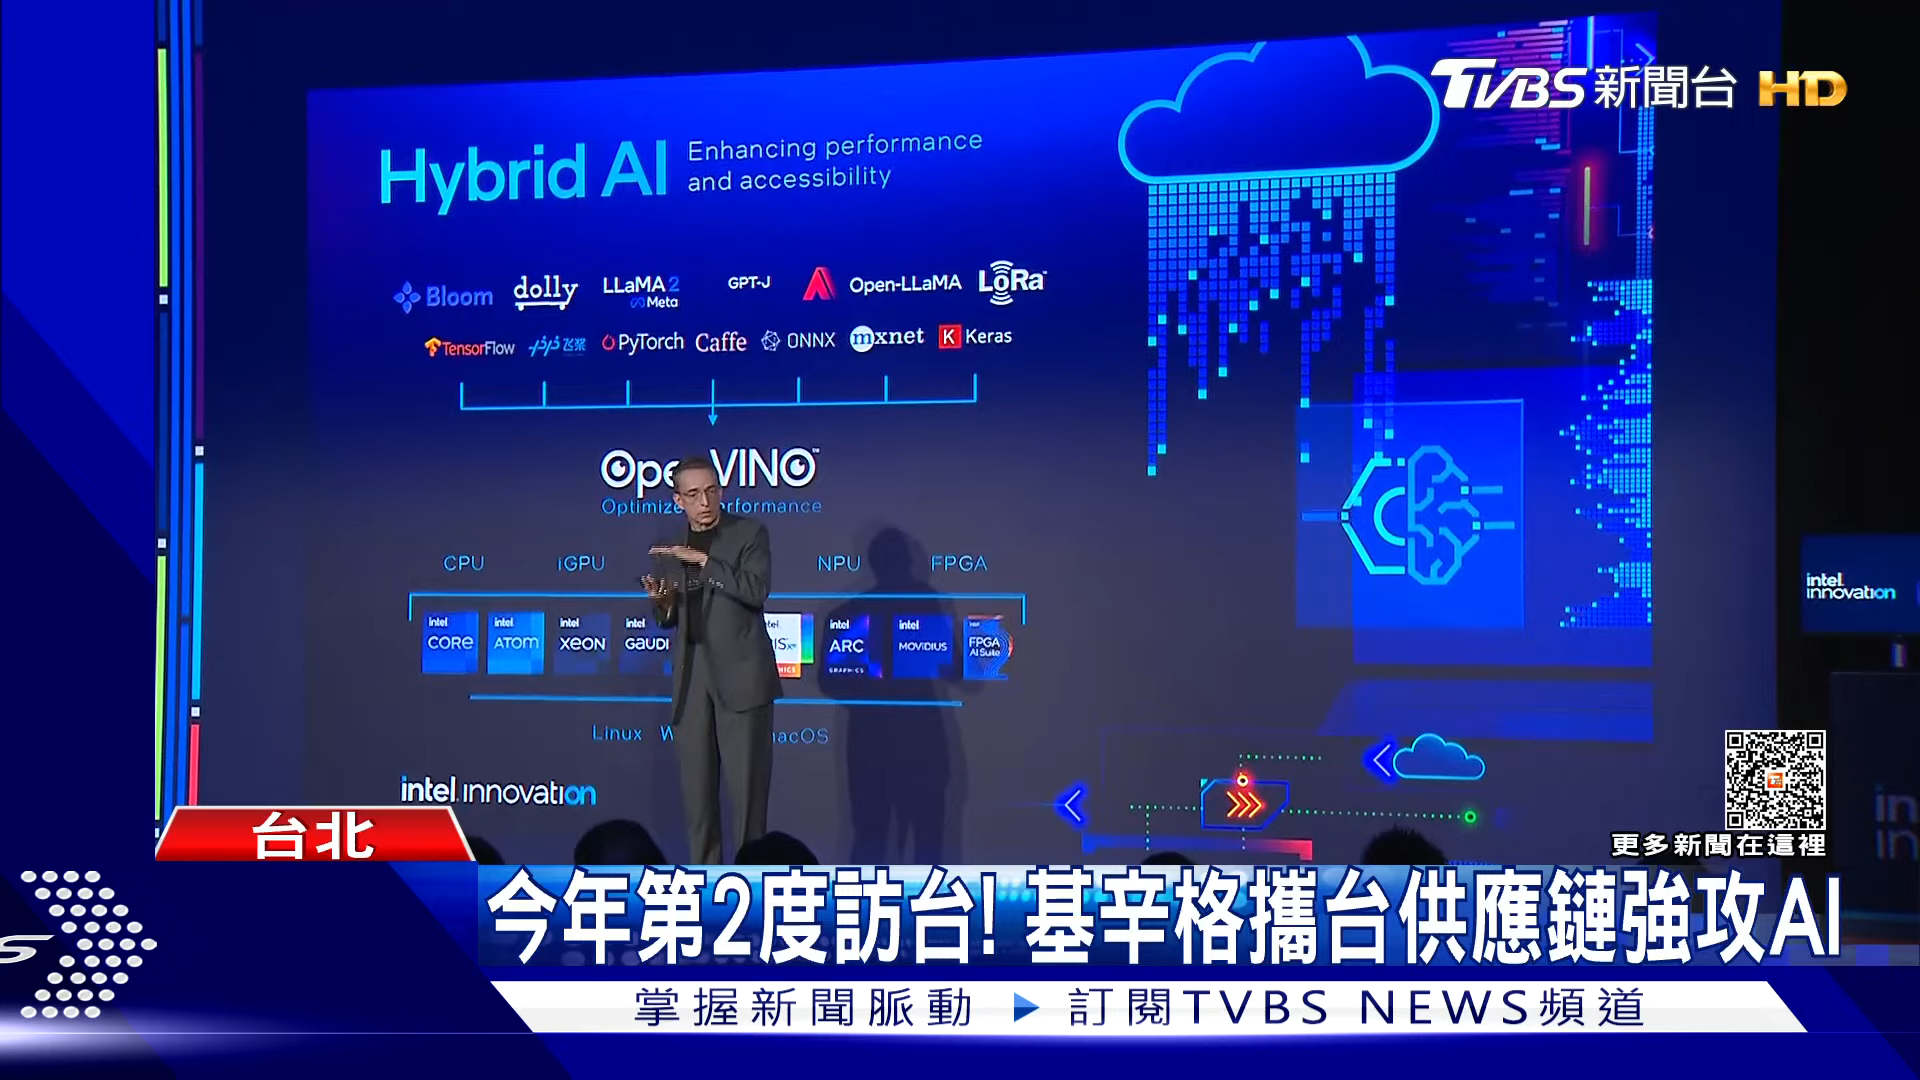 TVBS新聞台 HD
Hybrid AI
Enhancing performance
and accessibility
Bloom dolly LLaMA 2 GPT-J Open-LLaMA LoRa
Meta
TensorFlow 飞桨 PyTorch Caffe ONNX mxnet K Keras
OpenVINO™
Optimize performance
CPU iGPU NPU FPGA
intel CORE
intel ATOM
intel XEON
intel GAUDI
intel ARC GRAPHICS
intel MOVIDIUS
FPGA AI Suite
Linux W macOS
intel innovation
intel innovation
更多新聞在這裡
台北
今年第2度訪台! 基辛格攜台供應鏈強攻AI
掌握新聞脈動 訂閱TVBS NEWS頻道